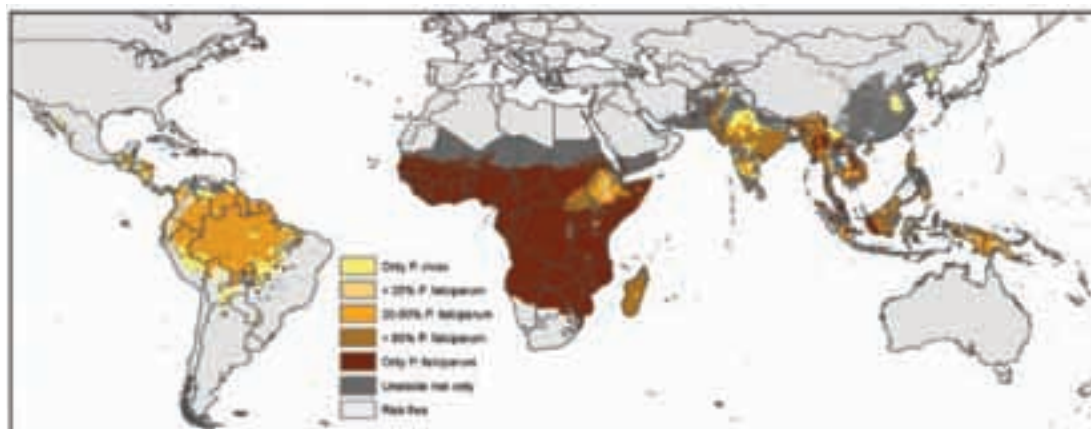 Only P. vivax
< 20% P. falciparum
20-80% P. falciparum
> 80% P. falciparum
Only P. falciparum
Unstable risk only
Risk free